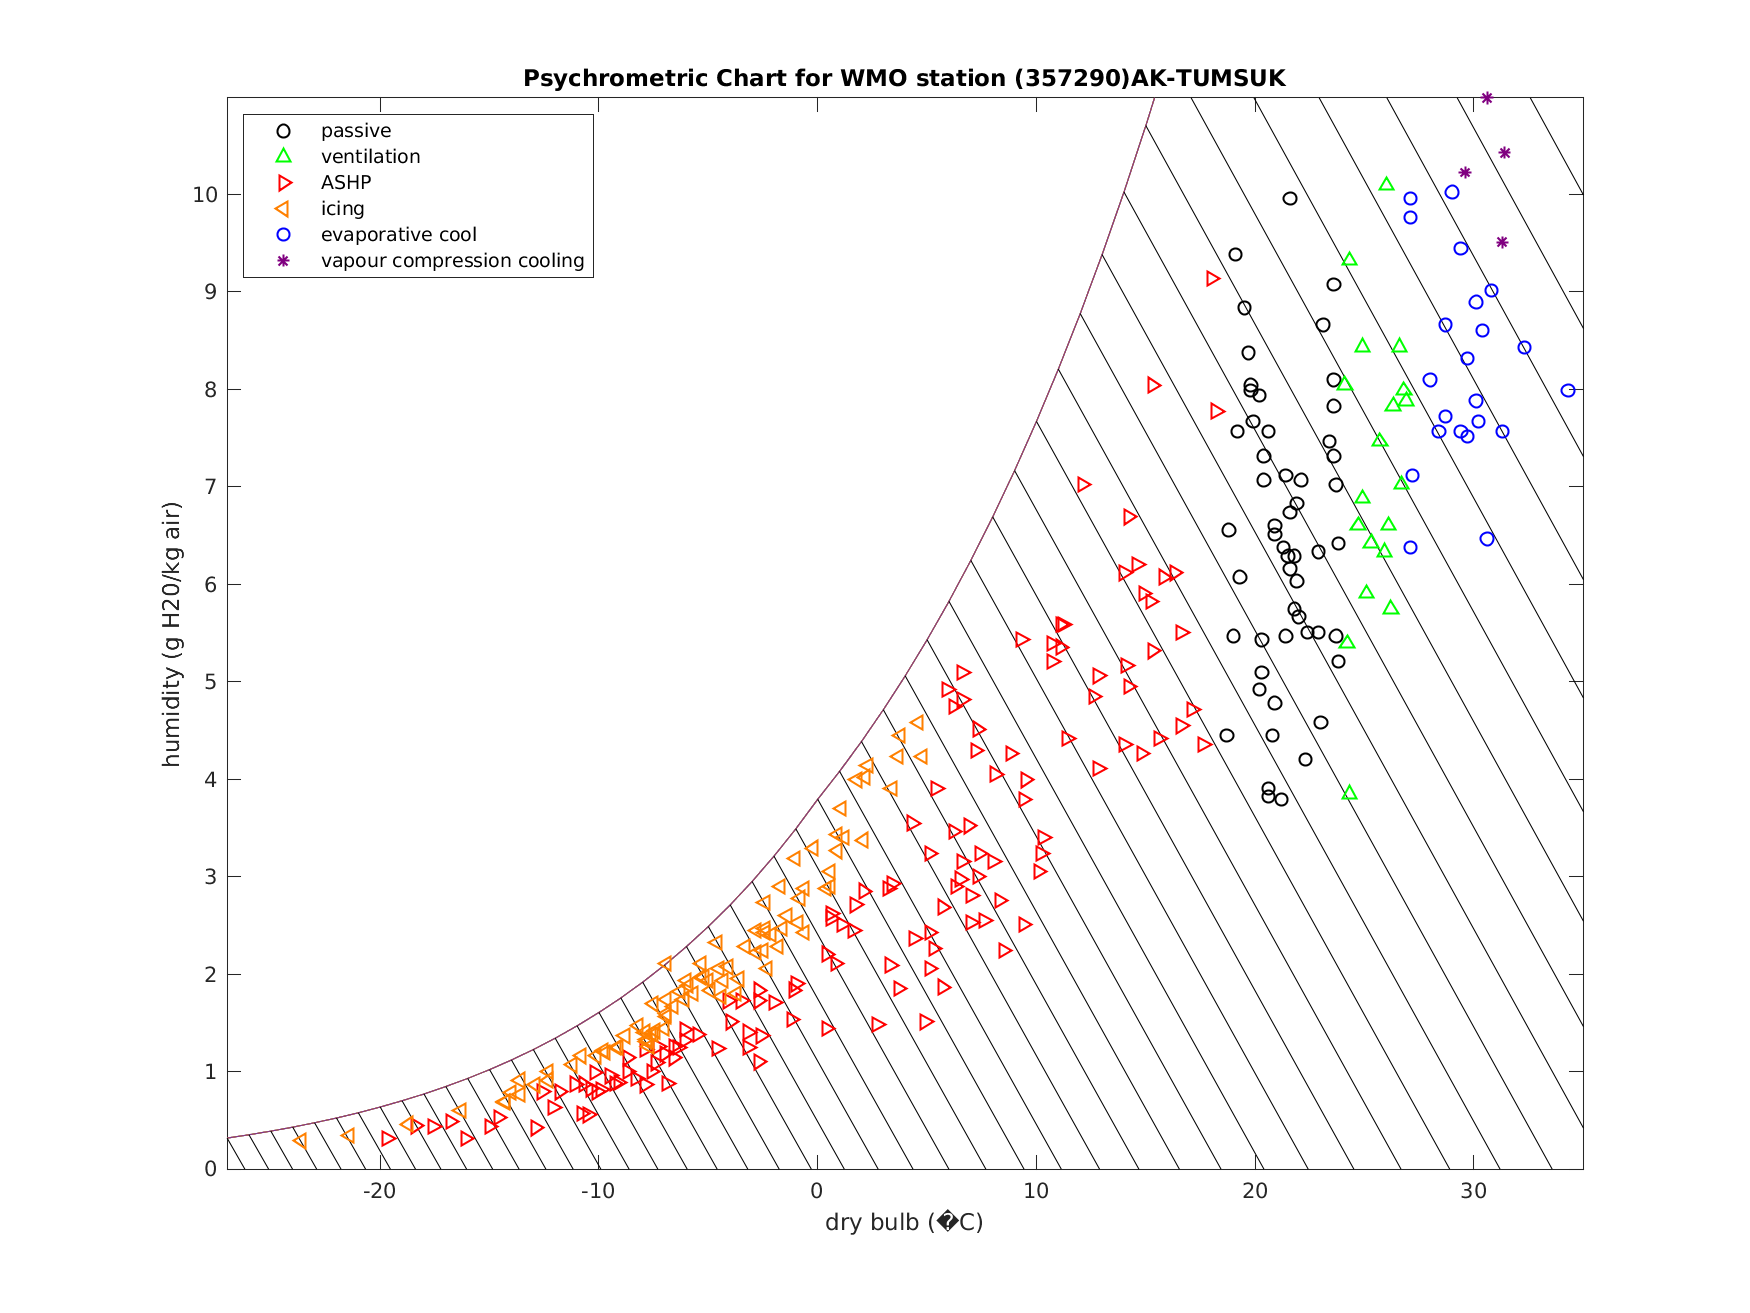 Psychrometric Chart for WMO station (357290)AK-TUMSUK
passive
ventilation
ASHP
icing
evaporative cool
vapour compression cooling
10
9
8
7
6
5
4
3
2
1
0
humidity (g H20/kg air)
-20 -10 0 10 20 30
dry bulb (�C)